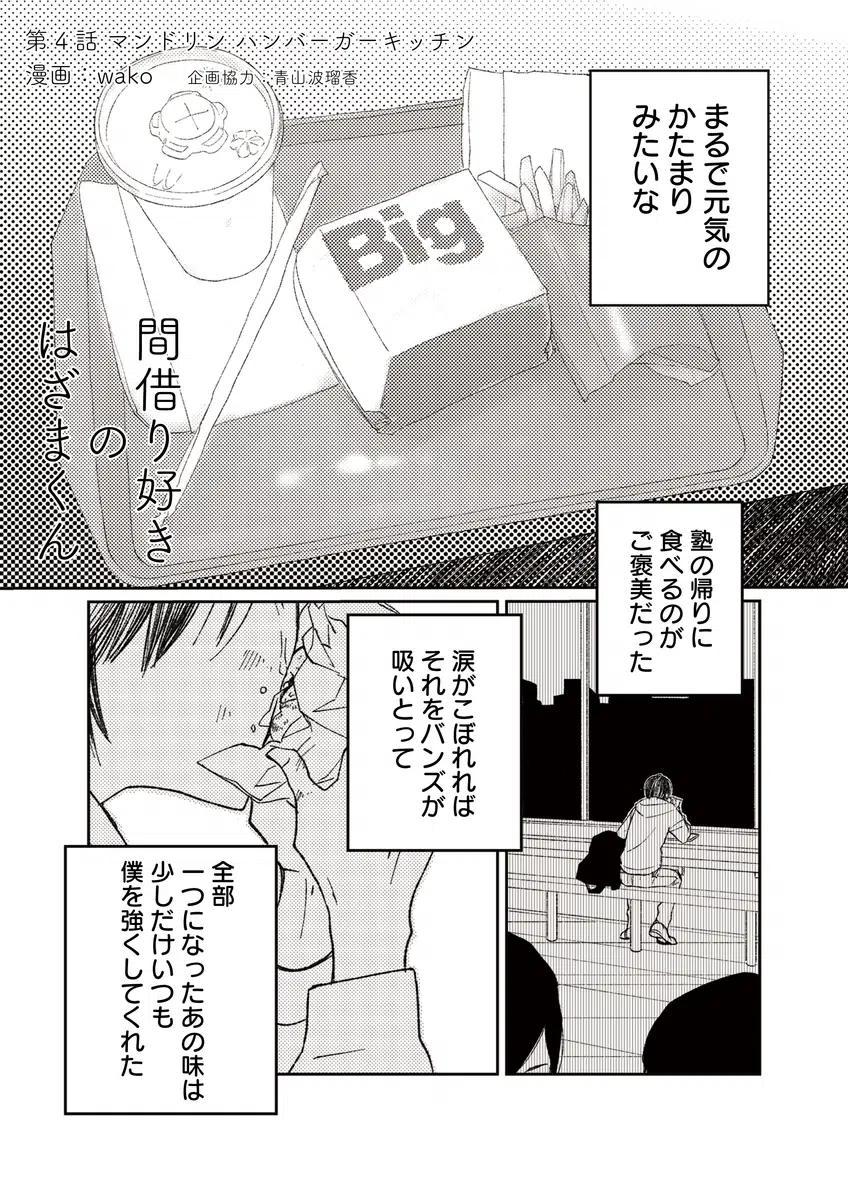 第4話 マンドリン ハンバーガーキッチン
漫画:wako 企画協力:青山波瑠香
まるで元気の
かたまり
みたいな
Big
間借り好き
の
はざまくん
塾の帰りに
食べるのが
ご褒美だった
涙がこぼれれば
それをバンズが
吸いとって
全部
一つになったあの味は
少しだけいつも
僕を強くしてくれた